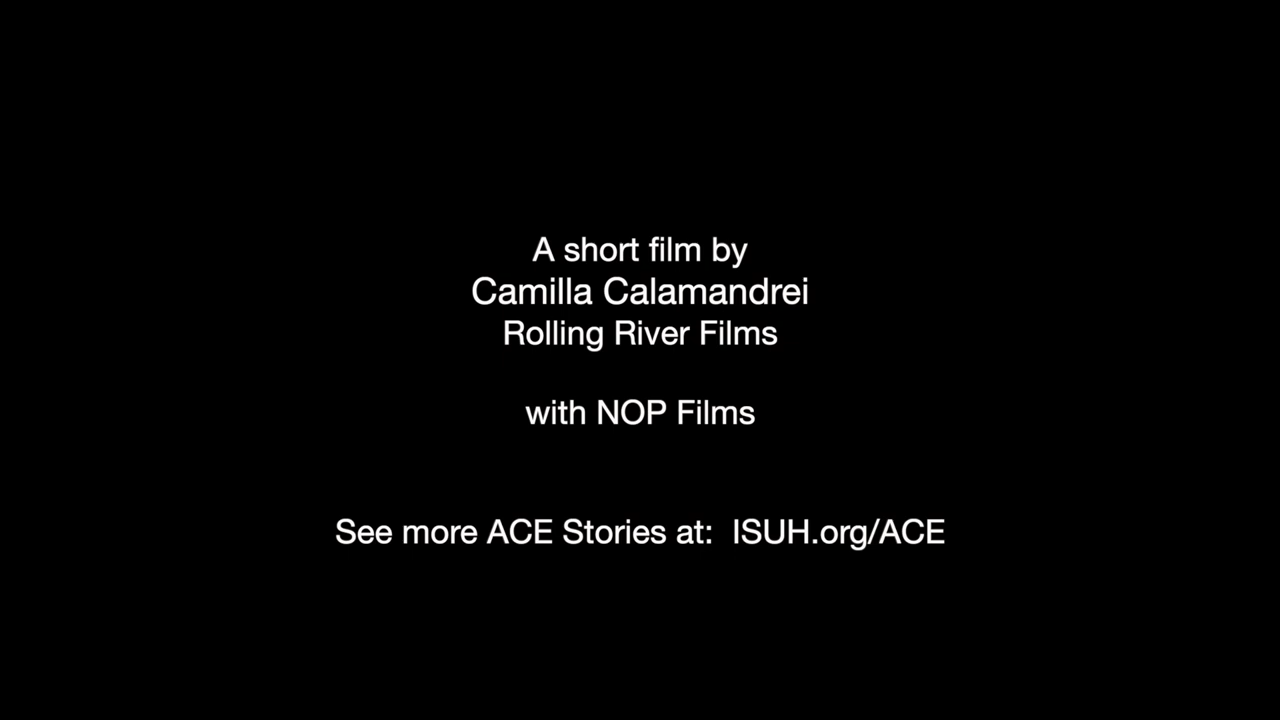 A short film by
Camilla Calamandrei
Rolling River Films
with NOP Films
See more ACE Stories at:  ISUH.org/ACE